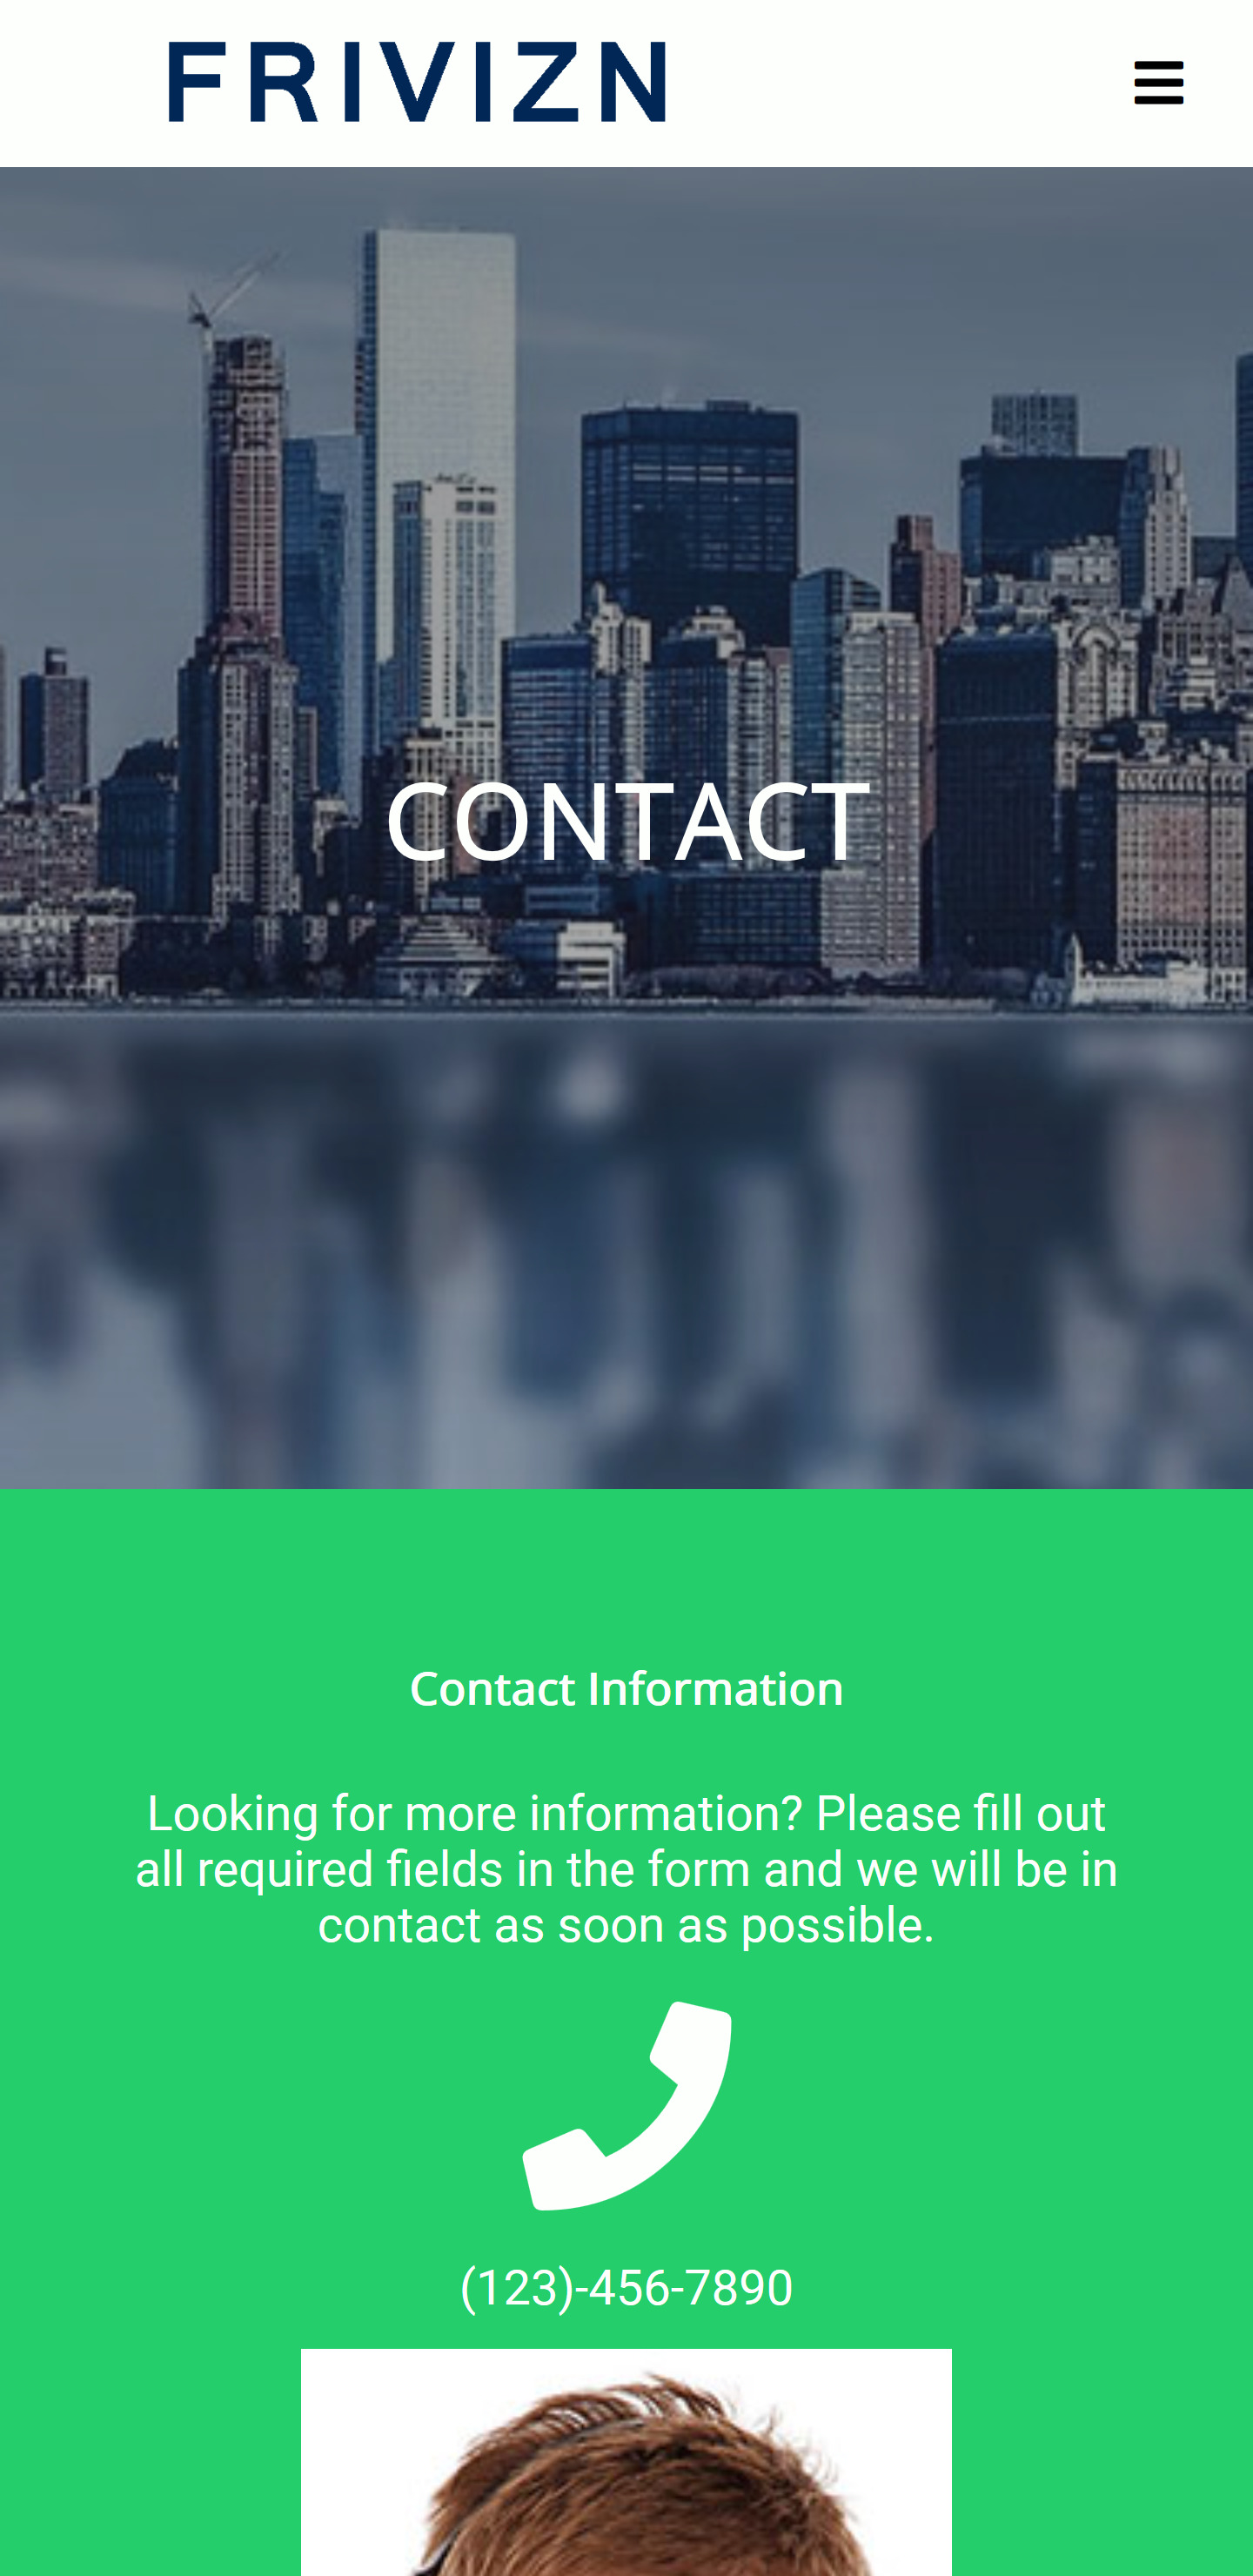 FRIVIZN
CONTACT
Contact Information
Looking for more information? Please fill out
all required fields in the form and we will be in
contact as soon as possible.
(123)-456-7890